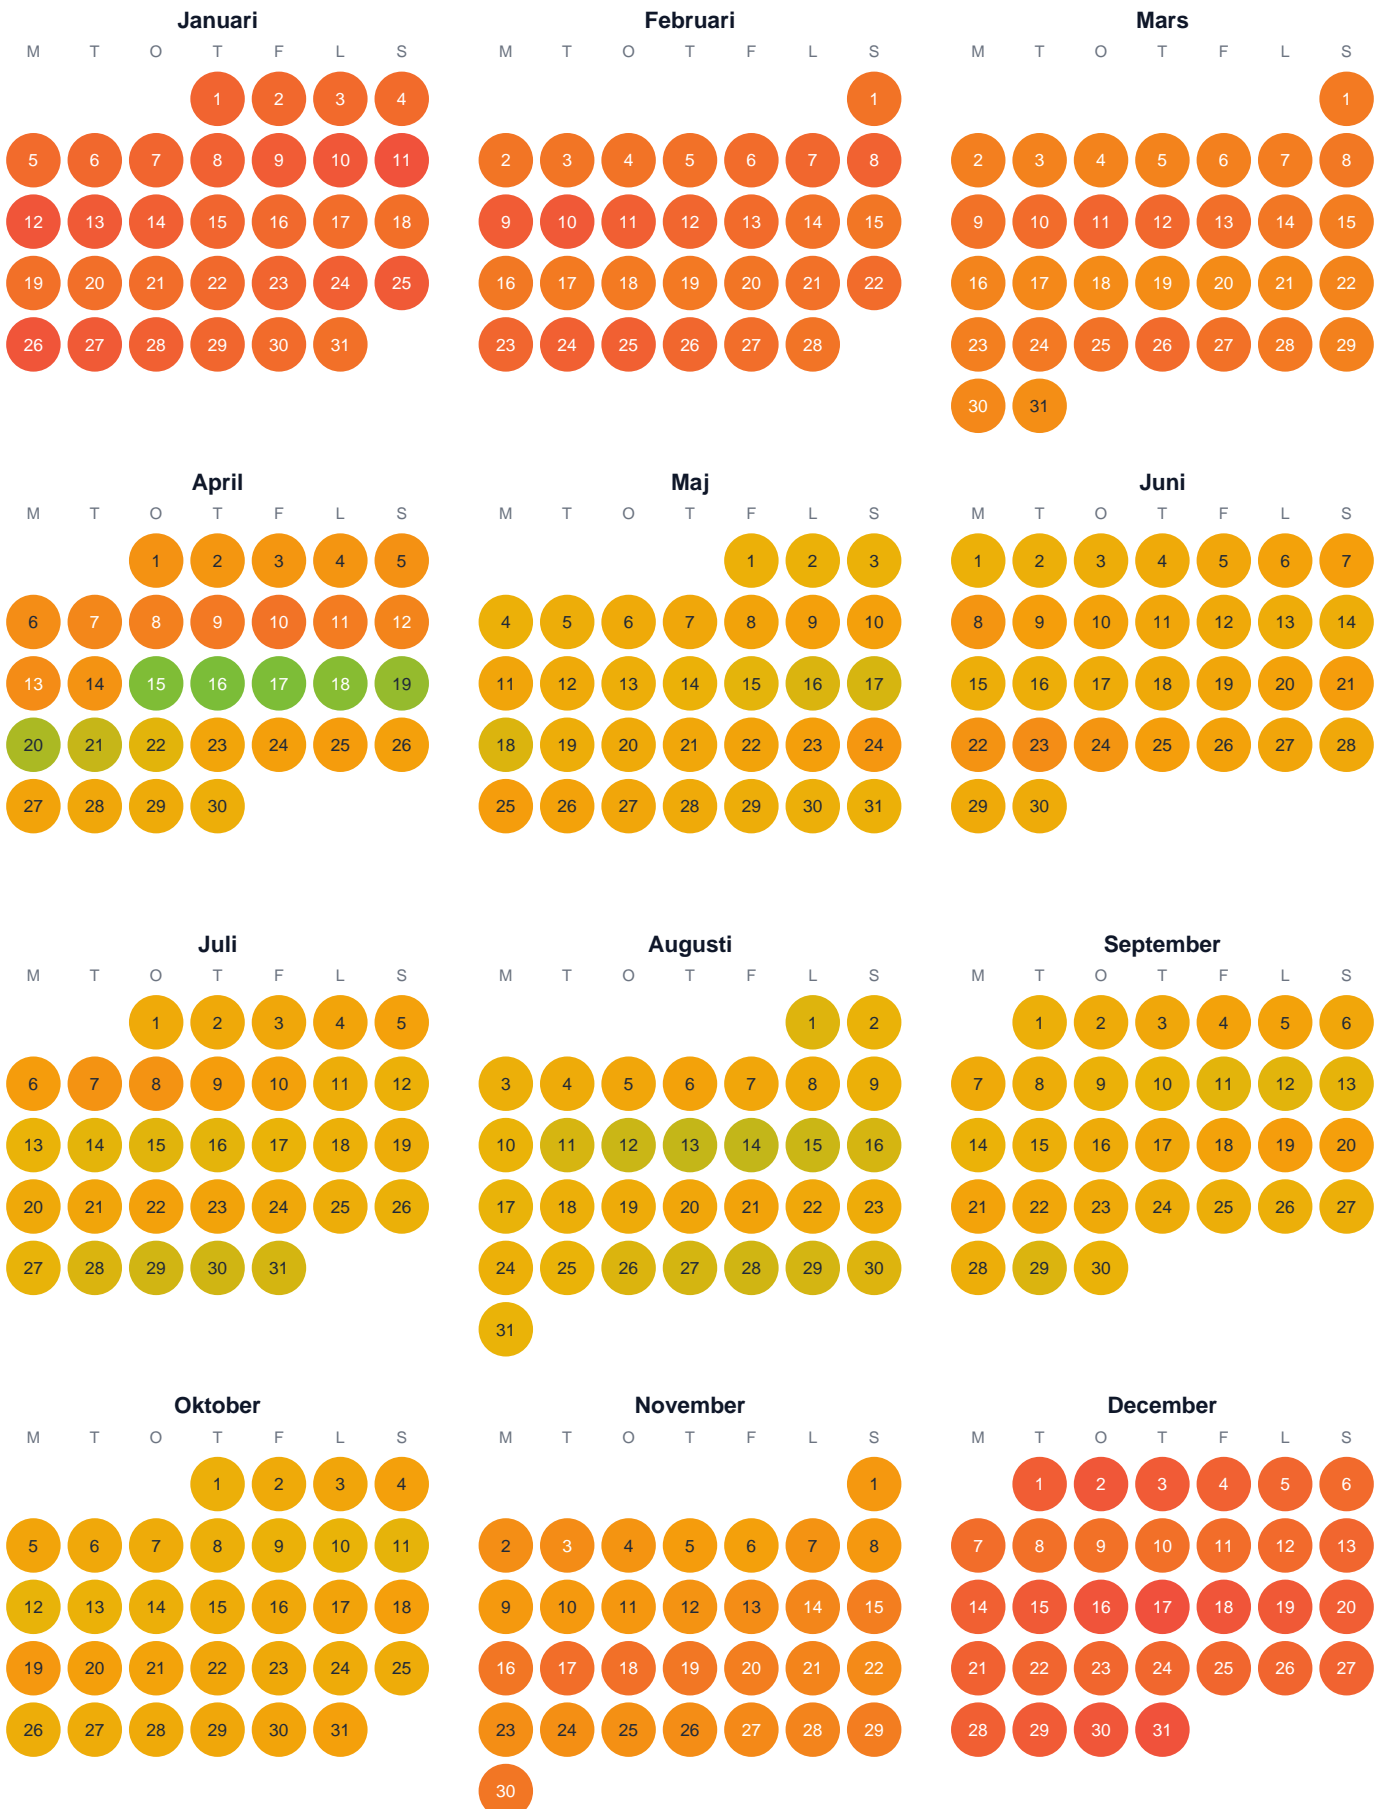 Januari Februari Mars
M T O T F L S M T O T F L S M T O T F L S
1 2 3 4 1 1
5 6 7 8 9 10 11 2 3 4 5 6 7 8 2 3 4 5 6 7 8
12 13 14 15 16 17 18 9 10 11 12 13 14 15 9 10 11 12 13 14 15
19 20 21 22 23 24 25 16 17 18 19 20 21 22 16 17 18 19 20 21 22
26 27 28 29 30 31 23 24 25 26 27 28 23 24 25 26 27 28 29
30 31
April Maj Juni
M T O T F L S M T O T F L S M T O T F L S
1 2 3 4 5 1 2 3 1 2 3 4 5 6 7
6 7 8 9 10 11 12 4 5 6 7 8 9 10 8 9 10 11 12 13 14
13 14 15 16 17 18 19 11 12 13 14 15 16 17 15 16 17 18 19 20 21
20 21 22 23 24 25 26 18 19 20 21 22 23 24 22 23 24 25 26 27 28
27 28 29 30 25 26 27 28 29 30 31 29 30
Juli Augusti September
M T O T F L S M T O T F L S M T O T F L S
1 2 3 4 5 1 2 1 2 3 4 5 6
6 7 8 9 10 11 12 3 4 5 6 7 8 9 7 8 9 10 11 12 13
13 14 15 16 17 18 19 10 11 12 13 14 15 16 14 15 16 17 18 19 20
20 21 22 23 24 25 26 17 18 19 20 21 22 23 21 22 23 24 25 26 27
27 28 29 30 31 24 25 26 27 28 29 30 28 29 30
31
Oktober November December
M T O T F L S M T O T F L S M T O T F L S
1 2 3 4 1 1 2 3 4 5 6
5 6 7 8 9 10 11 2 3 4 5 6 7 8 7 8 9 10 11 12 13
12 13 14 15 16 17 18 9 10 11 12 13 14 15 14 15 16 17 18 19 20
19 20 21 22 23 24 25 16 17 18 19 20 21 22 21 22 23 24 25 26 27
26 27 28 29 30 31 23 24 25 26 27 28 29 28 29 30 31
30